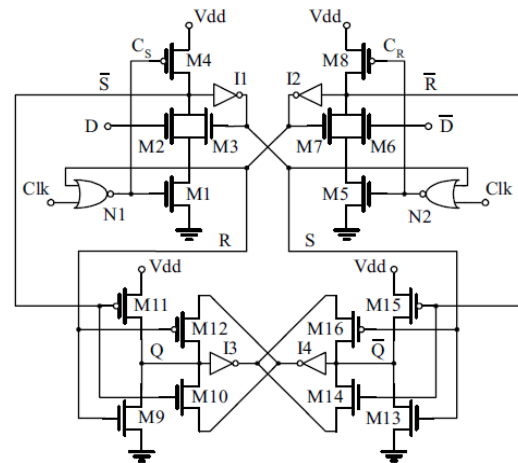 Vdd Vdd
C_S M4 M8 C_R
S̅ I1 I2 R̅
D M2 M3 M7 M6 D̅
Clk N1 M1 M5 N2 Clk
R S
Vdd Vdd
M11 M12 M16 M15
Q I3 I4 Q̅
M9 M10 M14 M13